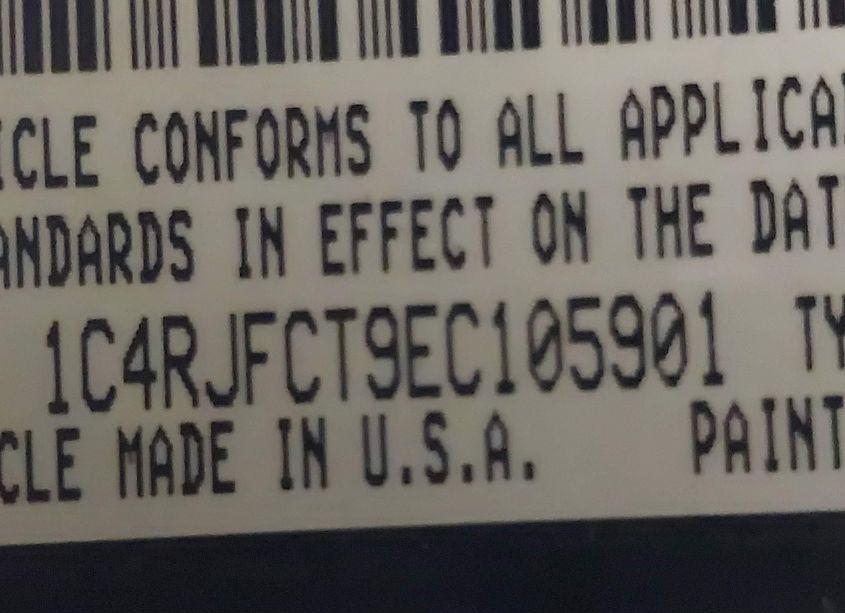 ICLE CONFORMS TO ALL APPLICA
ANDARDS IN EFFECT ON THE DAT
1C4RJFCT9EC105901 TY
CLE MADE IN U.S.A. PAINT